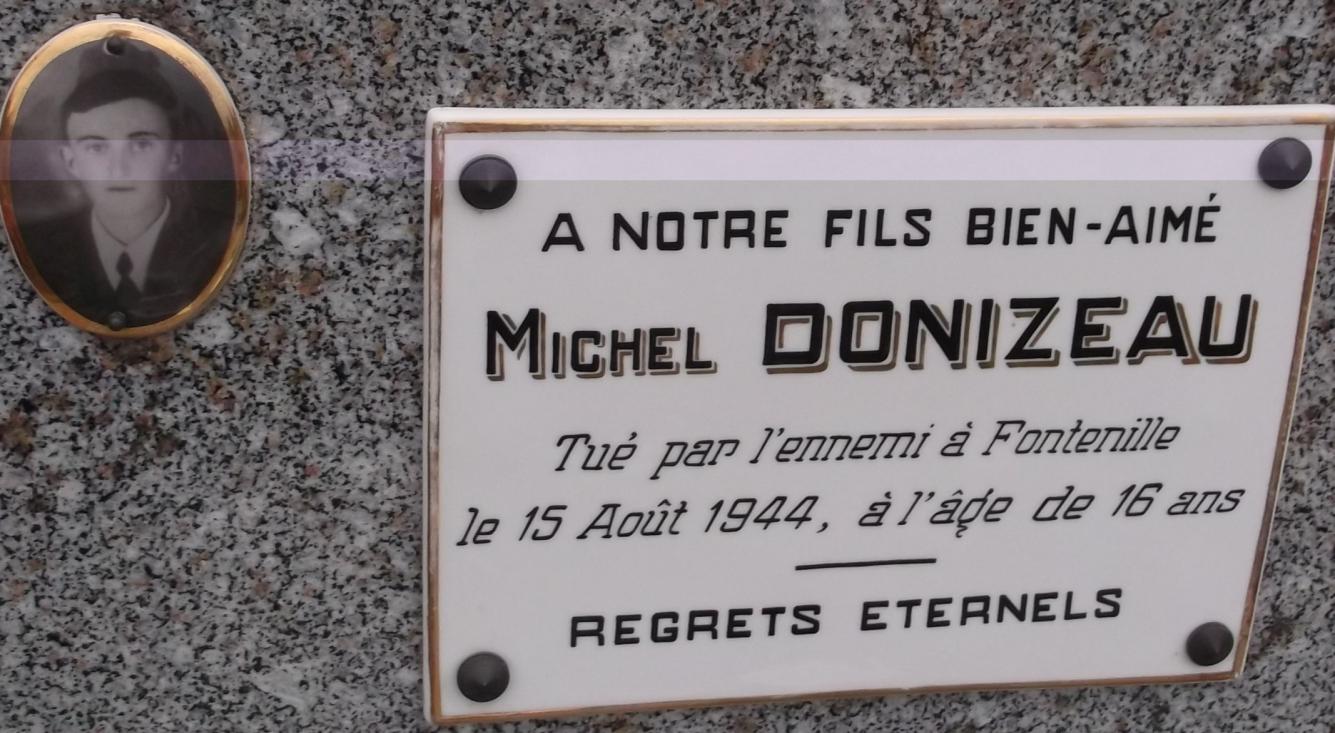 A NOTRE FILS BIEN-AIMÉ
MICHEL DONIZEAU
Tué par l'ennemi à Fontenille
le 15 Août 1944, à l'âge de 16 ans
REGRETS ETERNELS